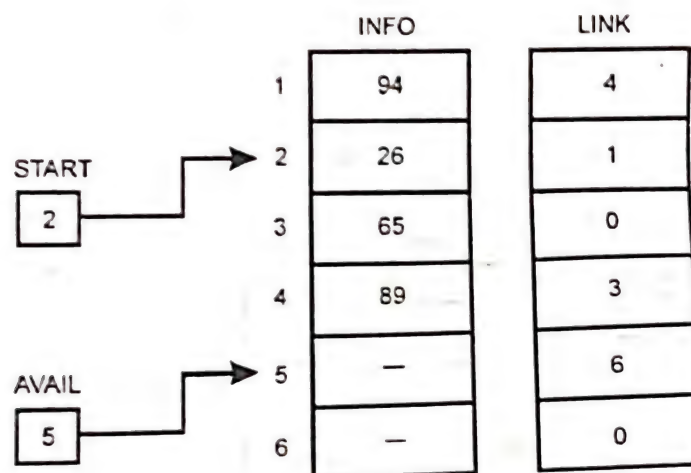 INFO LINK
1 94 4
START 2 26 1
2 3 65 0
4 89 3
AVAIL 5 — 6
5 6 — 0